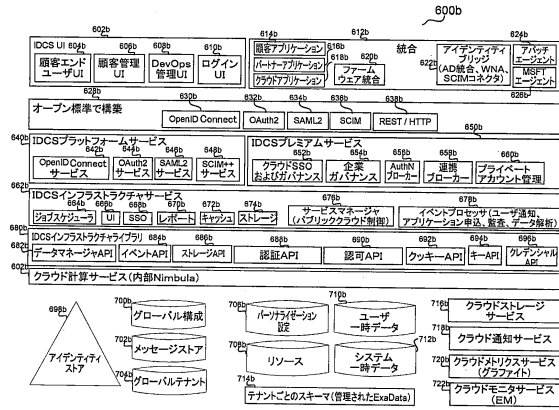 600b
602b
IDCS UI
604b
顧客エンド
ユーザUI
606b
顧客管理
UI
608b
DevOps
管理UI
610b
ログイン
UI
612b
614b
顧客アプリケーション
616b
パートナーアプリケーション
618b
クラウドアプリケーション
統合
620b
ファーム
ウェア統合
622b
アイデンティティ
ブリッジ
(AD統合、WNA、
SCIMコネクタ)
624b
アパッチ
エージェント
MSFT
エージェント
626b
628b
オープン標準で構築
630b
OpenID Connect
632b
OAuth2
634b
SAML2
636b
SCIM
638b
REST / HTTP
640b
IDCSプラットフォームサービス
642b
OpenID Connect
サービス
644b
OAuth2
サービス
646b
SAML2
サービス
648b
SCIM++
サービス
650b
IDCSプレミアムサービス
652b
クラウドSSO
およびガバナンス
654b
企業
ガバナンス
656b
AuthN
ブローカー
658b
連携
ブローカー
660b
プライベート
アカウント管理
662b
IDCSインフラストラクチャサービス
664b
ジョブスケジューラ
666b
UI
668b
SSO
670b
レポート
672b
キャッシュ
674b
ストレージ
676b
サービスマネージャ
(パブリッククラウド制御)
678b
イベントプロセッサ(ユーザ通知、
アプリケーション申込、監査、データ解析)
680b
IDCSインフラストラクチャライブラリ
682b
データマネージャAPI
684b
イベントAPI
686b
ストレージAPI
688b
認証API
690b
認可API
692b
クッキーAPI
694b
キーAPI
696b
クレデンシャル
API
602b
クラウド計算サービス(内部Nimbula)
698b
アイデンティティ
ストア
700b
グローバル構成
702b
メッセージストア
704b
グローバルテナント
706b
パーソナライゼーション
設定
708b
リソース
710b
ユーザ
一時データ
712b
システム
一時データ
714b
テナントごとのスキーマ(管理されたExaData)
716b
クラウドストレージ
サービス
718b
クラウド通知サービス
720b
クラウドメトリクスサービス
(グラファイト)
722b
クラウドモニタサービス
(EM)